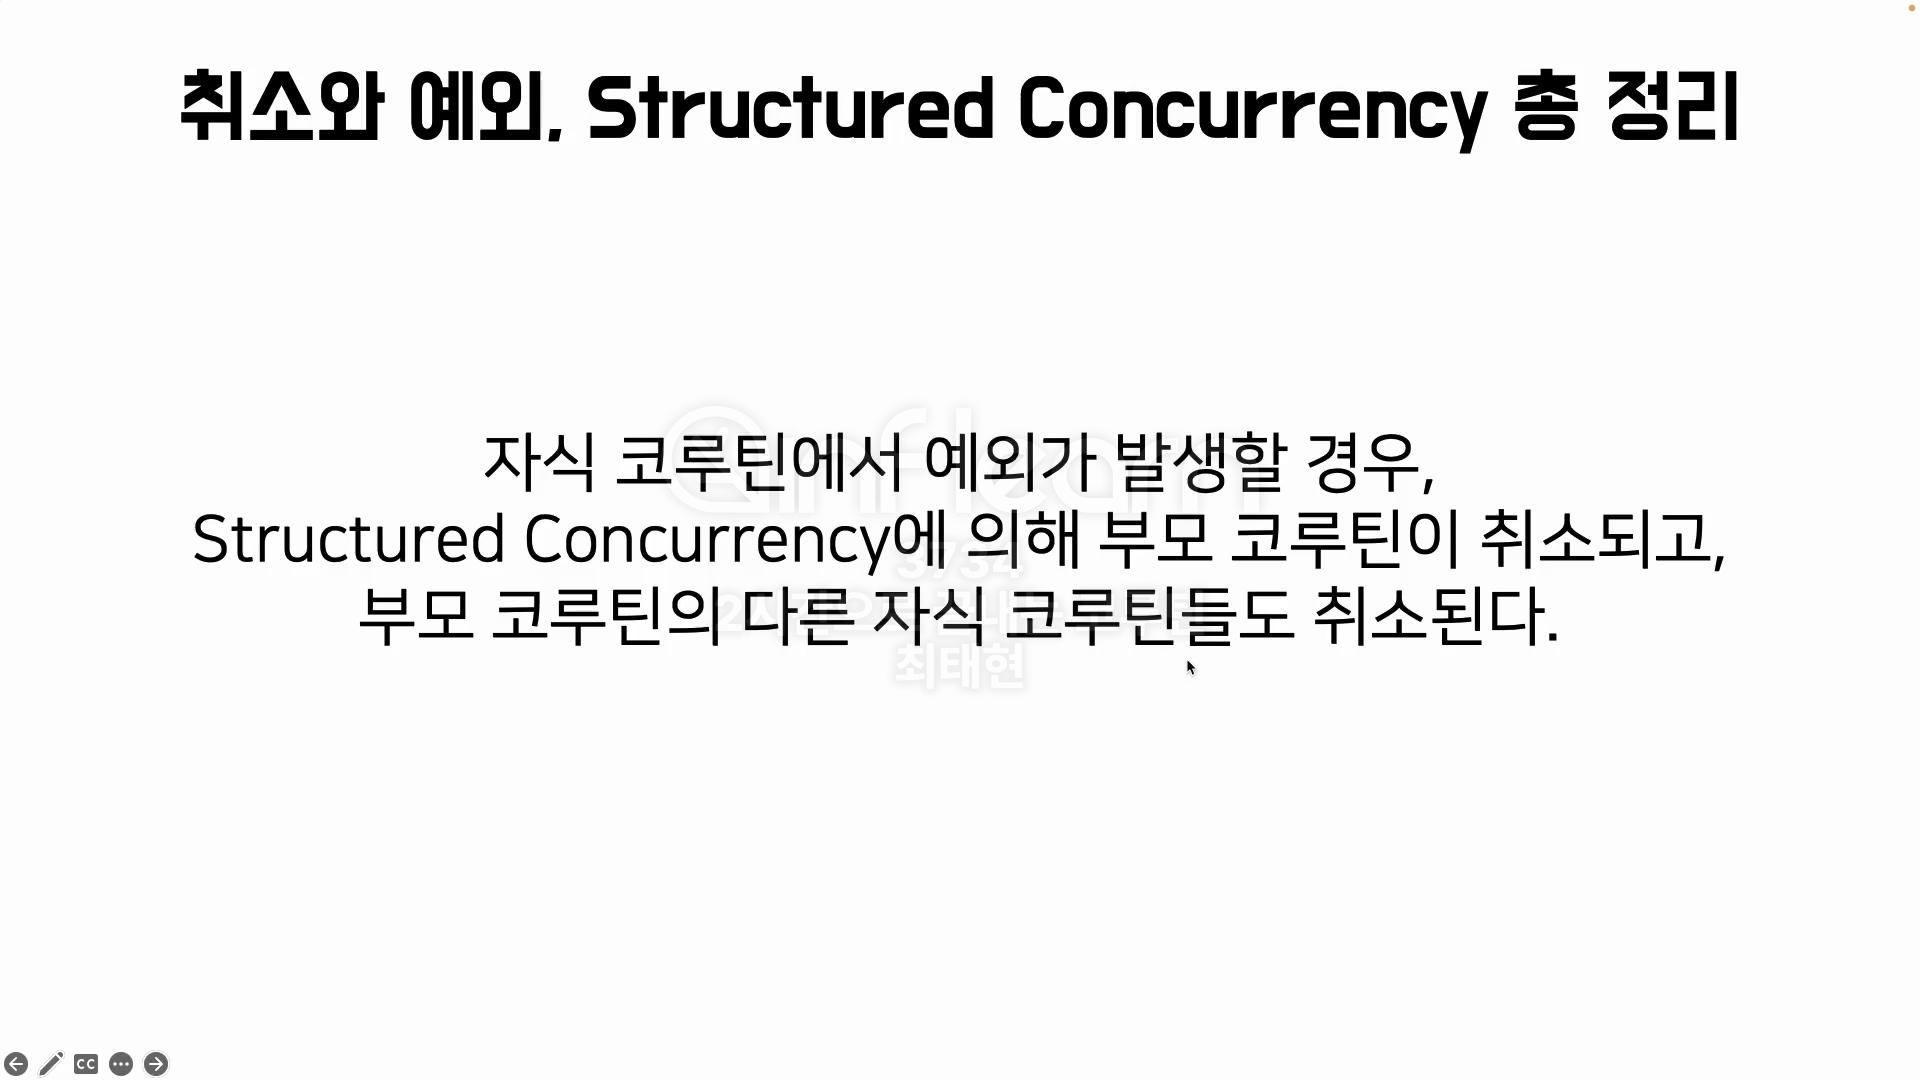 취소와 예외, Structured Concurrency 총 정리
자식 코루틴에서 예외가 발생할 경우,
Structured Concurrency에 의해 부모 코루틴이 취소되고,
부모 코루틴의 다른 자식 코루틴들도 취소된다.
inflearn
3734
최태현
CC